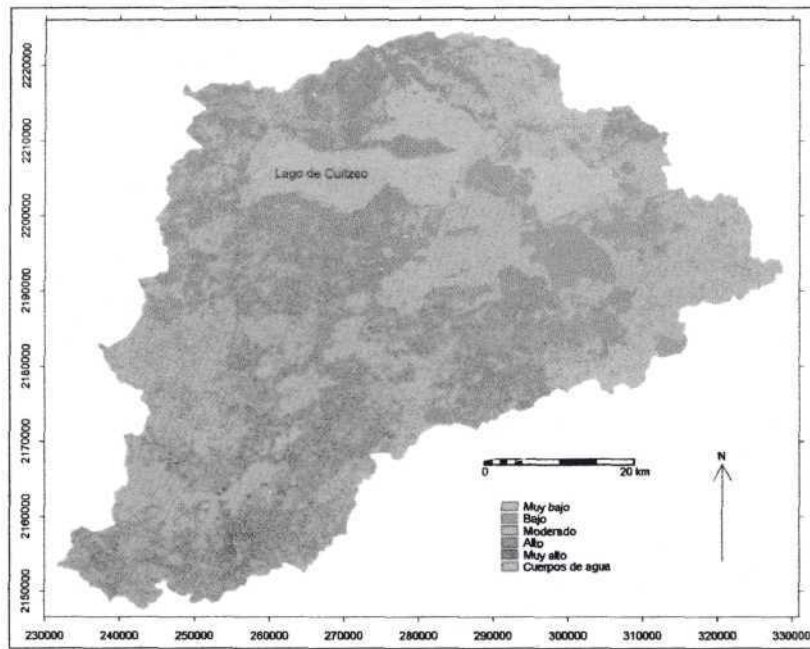 2220000
2210000
2200000
2190000
2180000
2170000
2160000
2150000
Lago de Cuitzeo
0 20 km
N
Muy bajo
Bajo
Moderado
Alto
Muy alto
Cuerpos de agua
230000 240000 250000 260000 270000 280000 290000 300000 310000 320000 330000